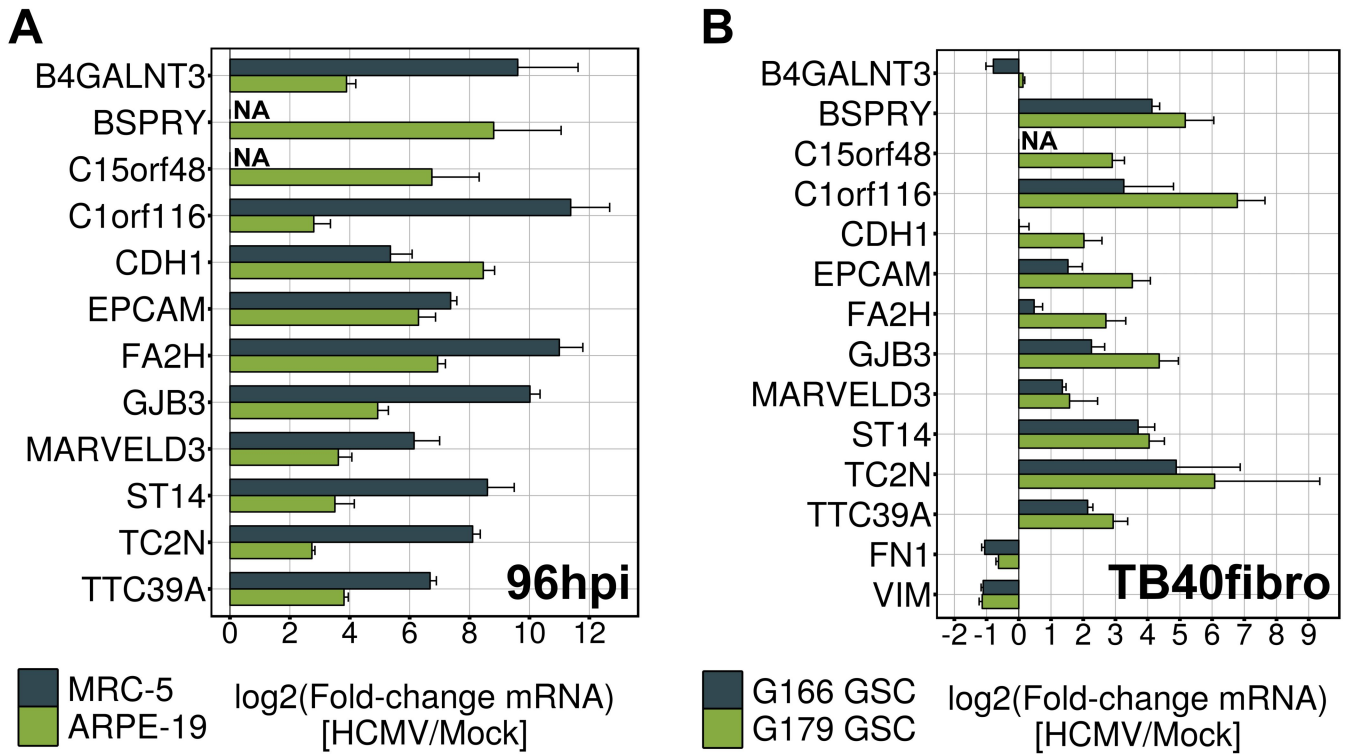 A
B4GALNT3
BSPRY
NA
C15orf48
NA
C1orf116
CDH1
EPCAM
FA2H
GJB3
MARVELD3
ST14
TC2N
TTC39A
96hpi
0 2 4 6 8 10 12
MRC-5
ARPE-19
log2(Fold-change mRNA)
[HCMV/Mock]
B
B4GALNT3
BSPRY
C15orf48
NA
C1orf116
CDH1
EPCAM
FA2H
GJB3
MARVELD3
ST14
TC2N
TTC39A
FN1
VIM
TB40fibro
-2 -1 0 1 2 3 4 5 6 7 8 9
G166 GSC
G179 GSC
log2(Fold-change mRNA)
[HCMV/Mock]